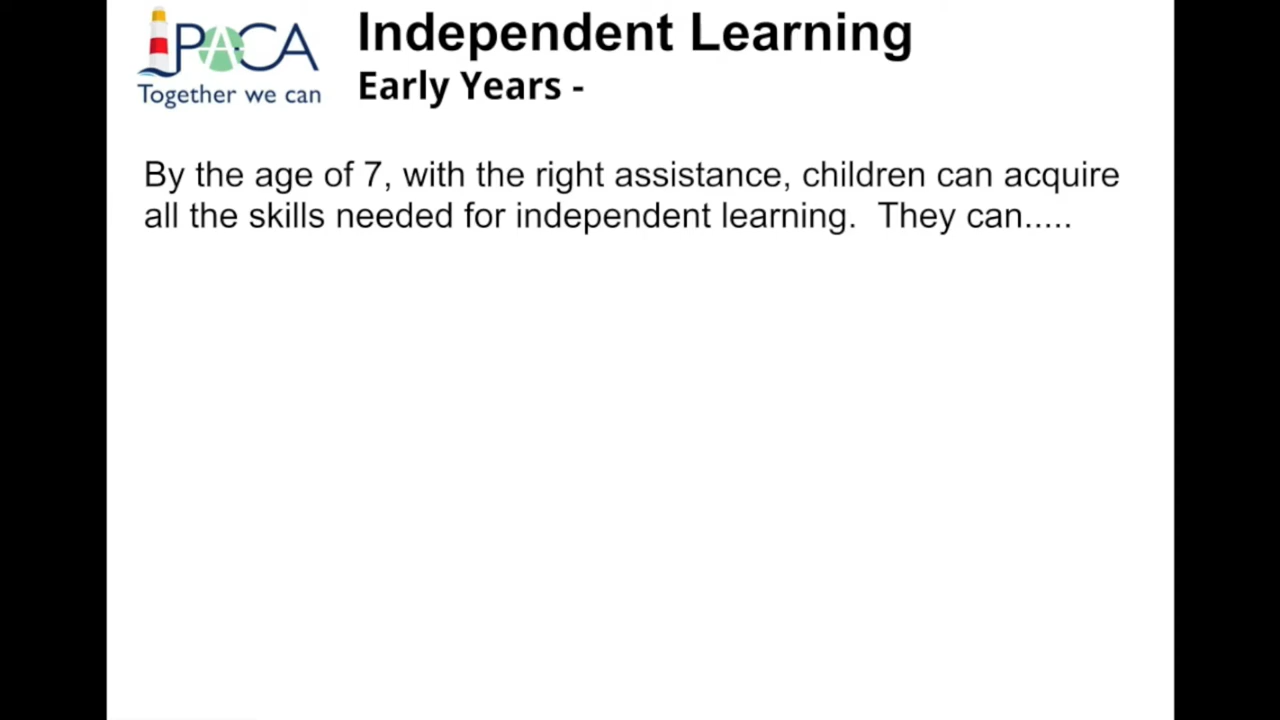 PACA
Together we can
Independent Learning
Early Years -
By the age of 7, with the right assistance, children can acquire
all the skills needed for independent learning.  They can.....